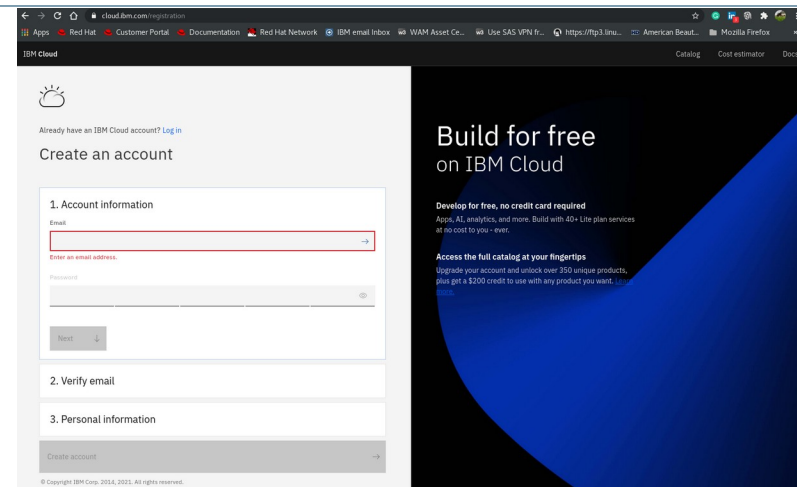 cloud.ibm.com/registration
Apps Red Hat Customer Portal Documentation Red Hat Network IBM email Inbox WAM Asset Ce... Use SAS VPN fr... https://ftp3.linu... American Beaut... Mozilla Firefox
IBM Cloud Catalog Cost estimator Docs
Already have an IBM Cloud account? Log in
Create an account
1. Account information
Email
Enter an email address.
Password
Next
2. Verify email
3. Personal information
Create account
© Copyright IBM Corp. 2014, 2021. All rights reserved.
Build for free
on IBM Cloud
Develop for free, no credit card required
Apps, AI, analytics, and more. Build with 40+ Lite plan services
at no cost to you - ever.
Access the full catalog at your fingertips
Upgrade your account and unlock over 350 unique products,
plus get a $200 credit to use with any product you want. Learn
more.